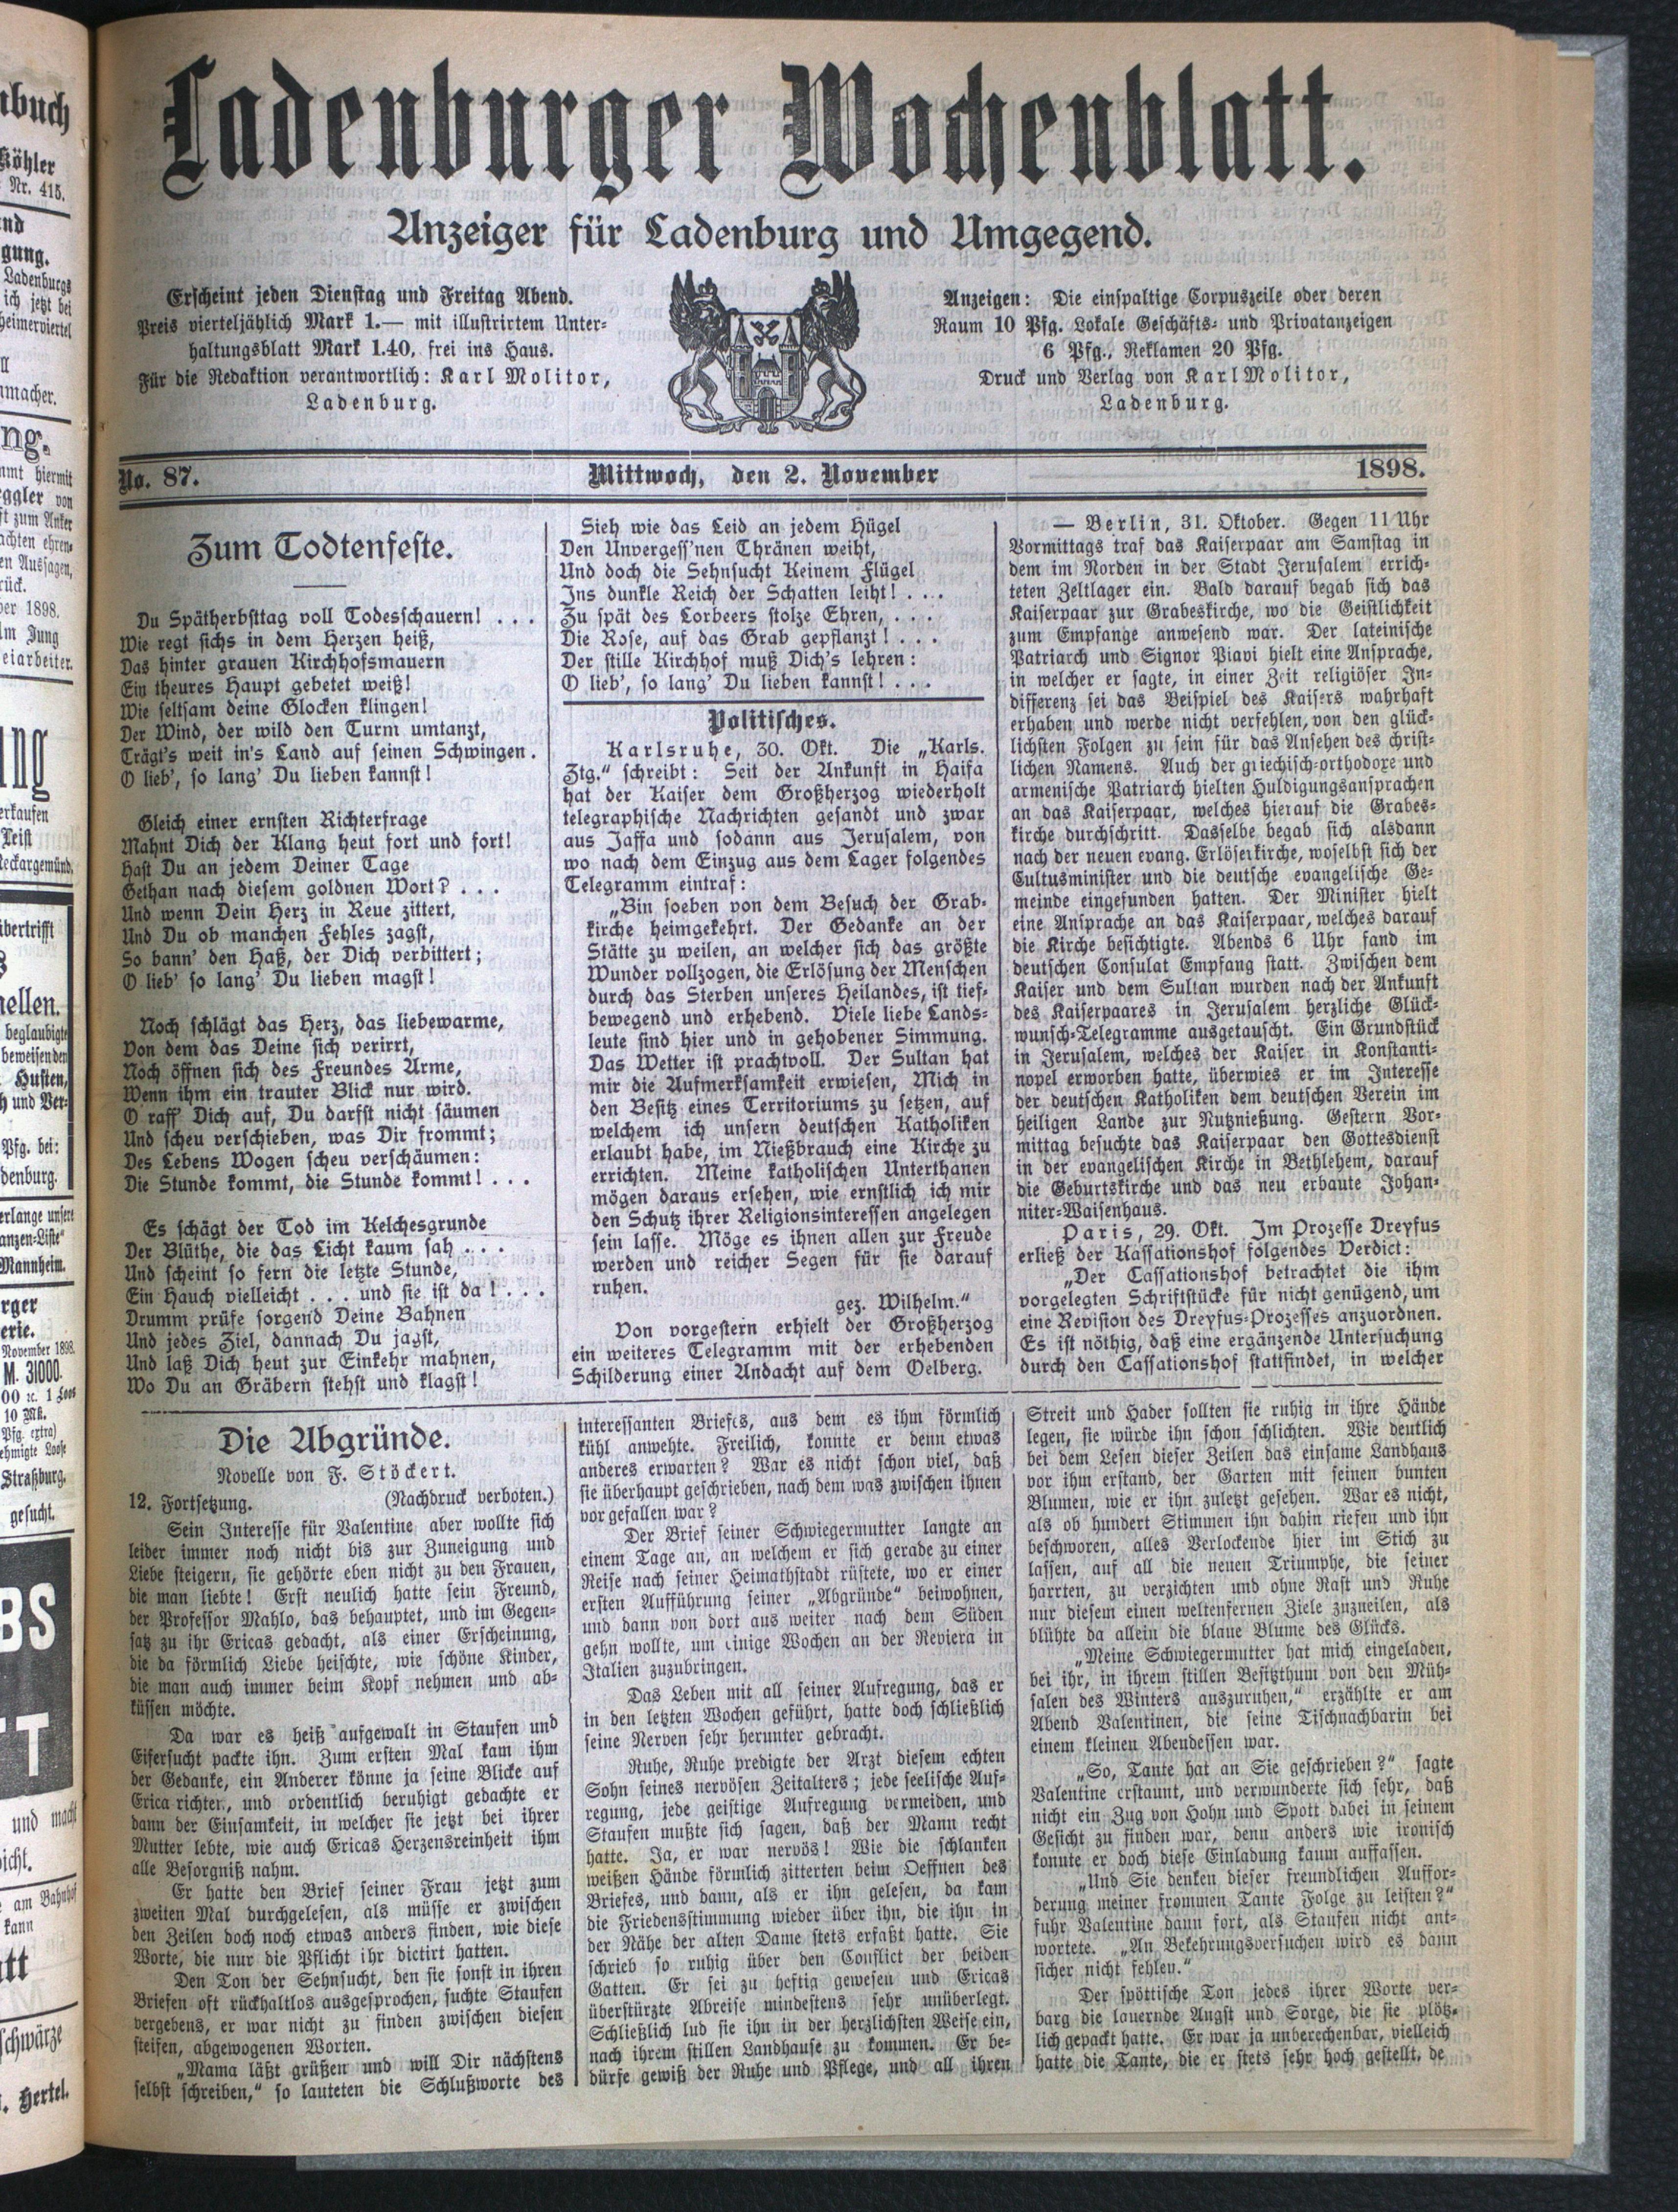 Ladenburger Wochenblatt.
Anzeiger für Ladenburg und Umgegend.
Erscheint jeden Dienstag und Freitag Abend.
Preis vierteljählich Mark 1.— mit illustrirtem Unter-
haltungsblatt Mark 1.40, frei ins Haus.
Für die Redaktion verantwortlich: Karl Molitor,
Ladenburg.
Anzeigen: Die einspaltige Corpuszeile oder deren
Raum 10 Pfg. Lokale Geschäfts- und Privatanzeigen
6 Pfg., Reklamen 20 Pfg.
Druck und Verlag von Karl Molitor,
Ladenburg.
No. 87.
Mittwoch, den 2. November
1898.
Zum Todtenfeste.
Du Spätherbsttag voll Todesschauern! . . .
Wie regt sichs in dem Herzen heiß,
Das hinter grauen Kirchhofsmauern
Ein theures Haupt gebetet weiß!
Wie seltsam deine Glocken klingen!
Der Wind, der wild den Turm umtanzt,
Trägt's weit in's Land auf seinen Schwingen.
O lieb', so lang' Du lieben kannst!
Gleich einer ernsten Richterfrage
Mahnt Dich der Klang heut fort und fort!
Hast Du an jedem Deiner Tage
Gethan nach diesem goldnen Wort? . . .
Und wenn Dein Herz in Reue zittert,
Und Du ob manchen Fehles zagst,
So bann' den Haß, der Dich verbittert;
O lieb' so lang' Du lieben magst!
Noch schlägt das Herz, das liebewarme,
Von dem das Deine sich verirrt,
Noch öffnen sich des Freundes Arme,
Wenn ihm ein trauter Blick nur wird.
O raff' Dich auf, Du darfst nicht säumen
Und scheu verschieben, was Dir frommt;
Des Lebens Wogen scheu verschäumen:
Die Stunde kommt, die Stunde kommt! . . .
Es schägt der Tod im Kelchesgrunde
Der Blüthe, die das Licht kaum sah . . .
Und scheint so fern die letzte Stunde,
Ein Hauch vielleicht . . . und sie ist da! . . .
Drumm prüfe sorgend Deine Bahnen
Und jedes Ziel, dannach Du jagst,
Und laß Dich heut zur Einkehr mahnen,
Wo Du an Gräbern stehst und klagst!
Sieh wie das Leid an jedem Hügel
Den Unvergess'nen Thränen weiht,
Und doch die Sehnsucht Keinem Flügel
Ins dunkle Reich der Schatten leiht! . . .
Zu spät des Lorbeers stolze Ehren, . . .
Die Rose, auf das Grab gepflanzt! . . .
Der stille Kirchhof muß Dich's lehren:
O lieb', so lang' Du lieben kannst! . . .
Politisches.
Karlsruhe, 30. Okt. Die „Karls.
Ztg." schreibt: Seit der Ankunft in Haifa
hat der Kaiser dem Großherzog wiederholt
telegraphische Nachrichten gesandt und zwar
aus Jaffa und sodann aus Jerusalem, von
wo nach dem Einzug aus dem Lager folgendes
Telegramm eintraf:
„Bin soeben von dem Besuch der Grab-
kirche heimgekehrt. Der Gedanke an der
Stätte zu weilen, an welcher sich das größte
Wunder vollzogen, die Erlösung der Menschen
durch das Sterben unseres Heilandes, ist tief-
bewegend und erhebend. Viele liebe Lands-
leute sind hier und in gehobener Simmung.
Das Wetter ist prachtvoll. Der Sultan hat
mir die Aufmerksamkeit erwiesen, Mich in
den Besitz eines Territoriums zu setzen, auf
welchem ich unsern deutschen Katholiken
erlaubt habe, im Nießbrauch eine Kirche zu
errichten. Meine katholischen Unterthanen
mögen daraus ersehen, wie ernstlich ich mir
den Schutz ihrer Religionsinteressen angelegen
sein lasse. Möge es ihnen allen zur Freude
werden und reicher Segen für sie darauf
ruhen.
gez. Wilhelm."
Von vorgestern erhielt der Großherzog
ein weiteres Telegramm mit der erhebenden
Schilderung einer Andacht auf dem Oelberg.
— Berlin, 31. Oktober. Gegen 11 Uhr
Vormittags traf das Kaiserpaar am Samstag in
dem im Norden in der Stadt Jerusalem errich-
teten Zeltlager ein. Bald darauf begab sich das
Kaiserpaar zur Grabeskirche, wo die Geistlichkeit
zum Empfange anwesend war. Der lateinische
Patriarch und Signor Piavi hielt eine Ansprache,
in welcher er sagte, in einer Zeit religiöser In-
differenz sei das Beispiel des Kaisers wahrhaft
erhaben und werde nicht verfehlen, von den glück-
lichsten Folgen zu sein für das Ansehen des christ-
lichen Namens. Auch der griechisch-orthodoxe und
armenische Patriarch hielten Huldigungsansprachen
an das Kaiserpaar, welches hierauf die Grabes-
kirche durchschritt. Dasselbe begab sich alsdann
nach der neuen evang. Erlöserkirche, woselbst sich der
Cultusminister und die deutsche evangelische Ge-
meinde eingefunden hatten. Der Minister hielt
eine Ansprache an das Kaiserpaar, welches darauf
die Kirche besichtigte. Abends 6 Uhr fand im
deutschen Consulat Empfang statt. Zwischen dem
Kaiser und dem Sultan wurden nach der Ankunft
des Kaiserpaares in Jerusalem herzliche Glück-
wunsch-Telegramme ausgetauscht. Ein Grundstück
in Jerusalem, welches der Kaiser in Konstanti-
nopel erworben hatte, überwies er im Interesse
der deutschen Katholiken dem deutschen Verein im
heiligen Lande zur Nutznießung. Gestern Vor-
mittag besuchte das Kaiserpaar den Gottesdienst
in der evangelischen Kirche in Bethlehem, darauf
die Geburtskirche und das neu erbaute Johan-
niter-Waisenhaus.
Paris, 29. Okt. Im Prozesse Dreyfus
erließ der Kassationshof folgendes Verdict:
„Der Cassationshof betrachtet die ihm
vorgelegten Schriftstücke für nicht genügend, um
eine Revision des Dreyfus-Prozesses anzuordnen.
Es ist nöthig, daß eine ergänzende Untersuchung
durch den Cassationshof stattfindet, in welcher
Die Abgründe.
Novelle von F. Stöckert.
12. Fortsetzung.
(Nachdruck verboten.)
Sein Interesse für Valentine aber wollte sich
leider immer noch nicht bis zur Zuneigung und
Liebe steigern, sie gehörte eben nicht zu den Frauen,
die man liebte! Erst neulich hatte sein Freund,
der Professor Mahlo, das behauptet, und im Gegen-
satz zu ihr Ericas gedacht, als einer Erscheinung,
die da förmlich Liebe heischte, wie schöne Kinder,
die man auch immer beim Kopf nehmen und ab-
küssen möchte.
Da war es heiß aufgewalt in Staufen und
Eifersucht packte ihn. Zum ersten Mal kam ihm
der Gedanke, ein Anderer könne ja seine Blicke auf
Erica richten, und ordentlich beruhigt gedachte er
dann der Einsamkeit, in welcher sie jetzt bei ihrer
Mutter lebte, wie auch Ericas Herzensreinheit ihm
alle Besorgniß nahm.
Er hatte den Brief seiner Frau jetzt zum
zweiten Mal durchgelesen, als müsse er zwischen
den Zeilen doch noch etwas anders finden, wie diese
Worte, die nur die Pflicht ihr dictirt hatten.
Den Ton der Sehnsucht, den sie sonst in ihren
Briefen oft rückhaltlos ausgesprochen, suchte Staufen
vergebens, er war nicht zu finden zwischen diesen
steifen, abgewogenen Worten.
„Mama läßt grüßen und will Dir nächstens
selbst schreiben," so lauteten die Schlußworte des
interessanten Briefes, aus dem es ihm förmlich
kühl anwehte. Freilich, konnte er denn etwas
anderes erwarten? War es nicht schon viel, daß
sie überhaupt geschrieben, nach dem was zwischen ihnen
vorgefallen war?
Der Brief seiner Schwiegermutter langte an
einem Tage an, an welchem er sich gerade zu einer
Reise nach seiner Heimathstadt rüstete, wo er einer
ersten Aufführung seiner „Abgründe" beiwohnen,
und dann von dort aus weiter nach dem Süden
gehn wollte, um einige Wochen an der Reviera in
Italien zuzubringen.
Das Leben mit all seiner Aufregung, das er
in den letzten Wochen geführt, hatte doch schließlich
seine Nerven sehr herunter gebracht.
Ruhe, Ruhe predigte der Arzt diesem echten
Sohn seines nervösen Zeitalters; jede seelische Auf-
regung, jede geistige Aufregung vermeiden, und
Staufen mußte sich sagen, daß der Mann recht
hatte. Ja, er war nervös! Wie die schlanken
weißen Hände förmlich zitterten beim Oeffnen des
Briefes, und dann, als er ihn gelesen, da kam
die Friedensstimmung wieder über ihn, die ihn in
der Nähe der alten Dame stets erfaßt hatte. Sie
schrieb so ruhig über den Conflict der beiden
Gatten. Er sei zu heftig gewesen und Ericas
überstürzte Abreise mindestens sehr unüberlegt.
Schließlich lud sie ihn in der herzlichsten Weise ein,
nach ihrem stillen Landhause zu kommen. Er be-
dürfe gewiß der Ruhe und Pflege, und all ihren
Streit und Hader sollten sie ruhig in ihre Hände
legen, sie würde ihn schon schlichten. Wie deutlich
bei dem Lesen dieser Zeilen das einsame Landhaus
vor ihm erstand, der Garten mit seinen bunten
Blumen, wie er ihn zuletzt gesehen. War es nicht,
als ob hundert Stimmen ihn dahin riefen und ihn
beschworen, alles Verlockende hier im Stich zu
lassen, auf all die neuen Triumphe, die seiner
harrten, zu verzichten und ohne Rast und Ruhe
nur diesem einen weltenfernen Ziele zuzueilen, als
blühte da allein die blaue Blume des Glücks.
„Meine Schwiegermutter hat mich eingeladen,
bei ihr, in ihrem stillen Besitzthum von den Müh-
salen des Winters auszuruhen," erzählte er am
Abend Valentinen, die seine Tischnachbarin bei
einem kleinen Abendessen war.
„So, Tante hat an Sie geschrieben?" sagte
Valentine erstaunt, und verwunderte sich sehr, daß
nicht ein Zug von Hohn und Spott dabei in seinem
Gesicht zu finden war, denn anders wie ironisch
konnte er doch diese Einladung kaum auffassen.
„Und Sie denken dieser freundlichen Auffor-
derung meiner frommen Tante Folge zu leisten?"
fuhr Valentine dann fort, als Staufen nicht ant-
wortete. „An Bekehrungsversuchen wird es dann
sicher nicht fehlen."
Der spöttische Ton jedes ihrer Worte ver-
barg die lauernde Angst und Sorge, die sie plötz-
lich gepackt hatte. Er war ja unberechenbar, vielleich
hatte die Tante, die er stets sehr hoch gestellt, de